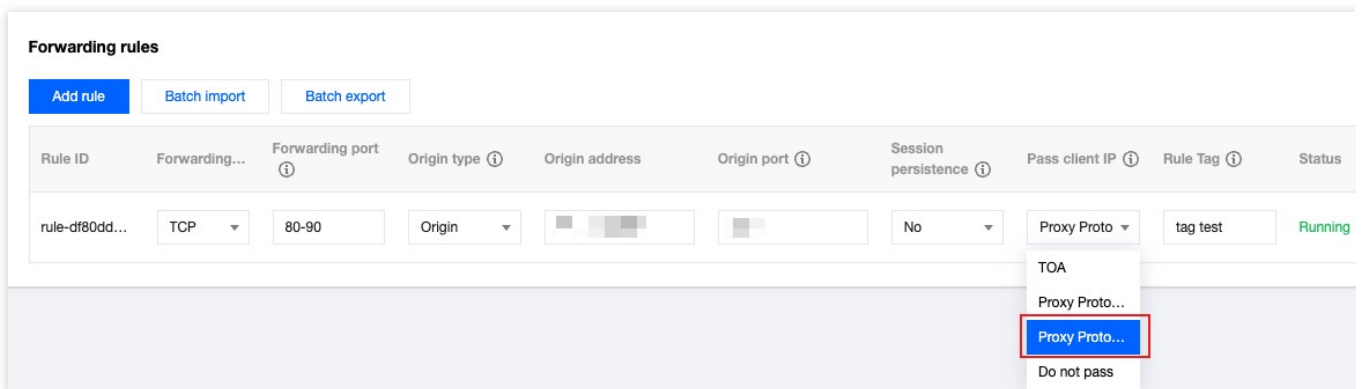 Forwarding rules
Add rule Batch import Batch export
Rule ID Forwarding... Forwarding port Origin type Origin address Origin port Session persistence Pass client IP Rule Tag Status
rule-df80dd... TCP 80-90 Origin No Proxy Proto tag test Running
TOA
Proxy Proto...
Proxy Proto...
Do not pass